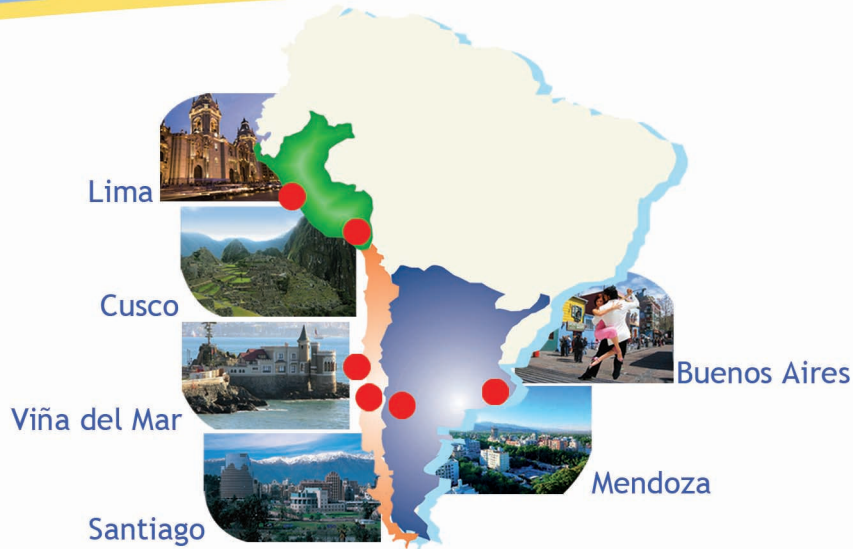 Lima
Cusco
Viña del Mar
Santiago
Buenos Aires
Mendoza